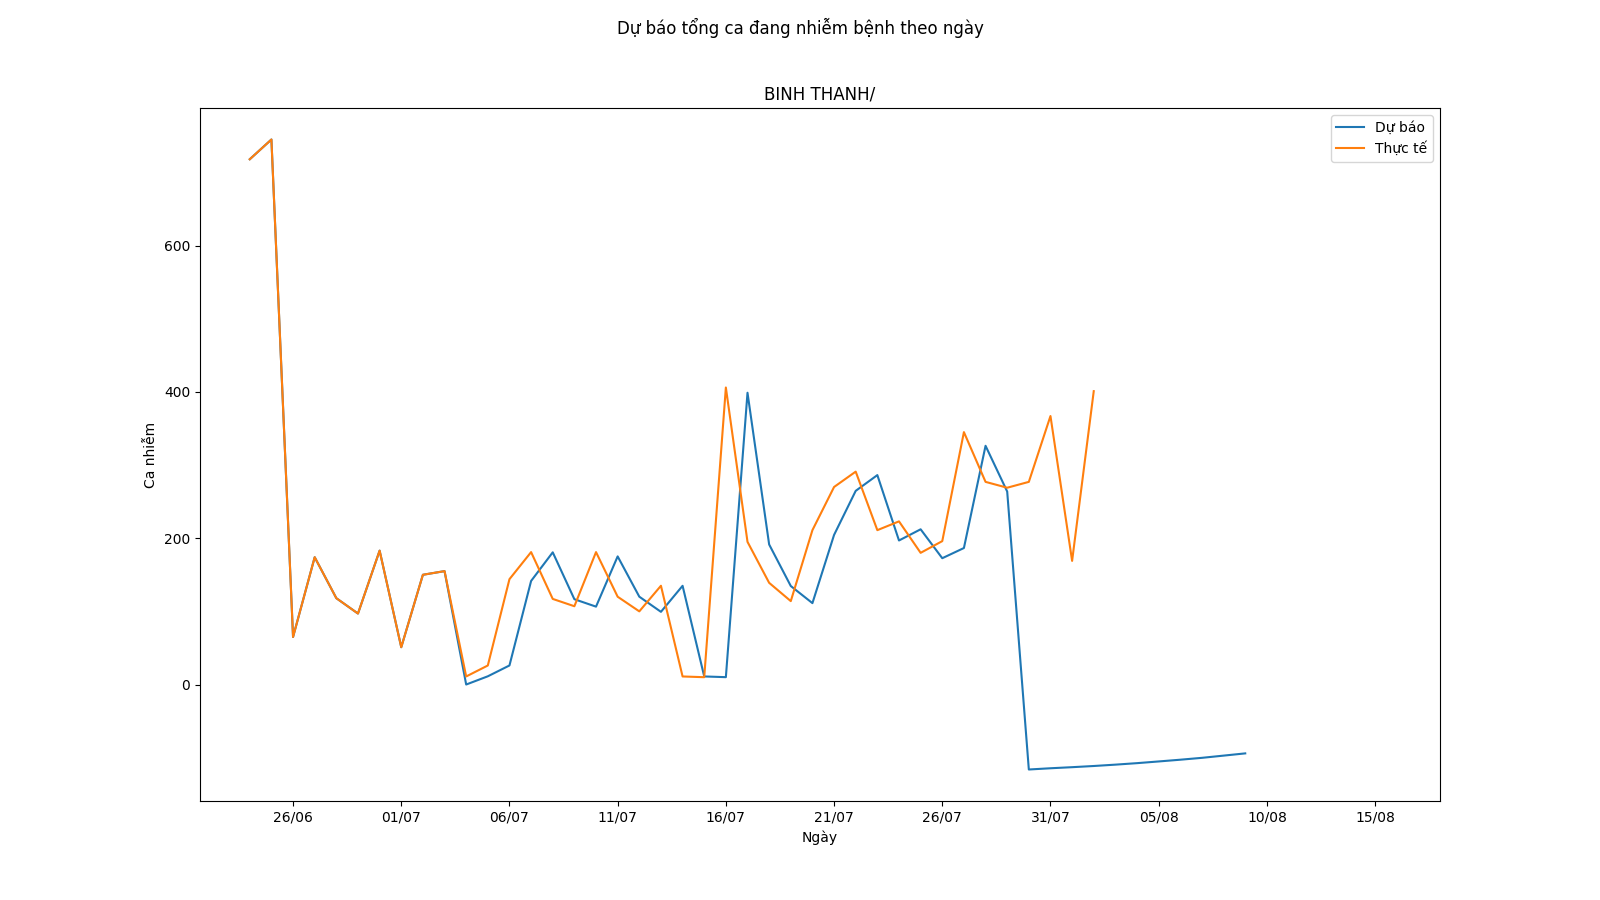 Dự báo tổng ca đang nhiễm bệnh theo ngày
BINH THANH/
Dự báo
Thực tế
600
400
200
0
Ca nhiễm
26/06 01/07 06/07 11/07 16/07 21/07 26/07 31/07 05/08 10/08 15/08
Ngày